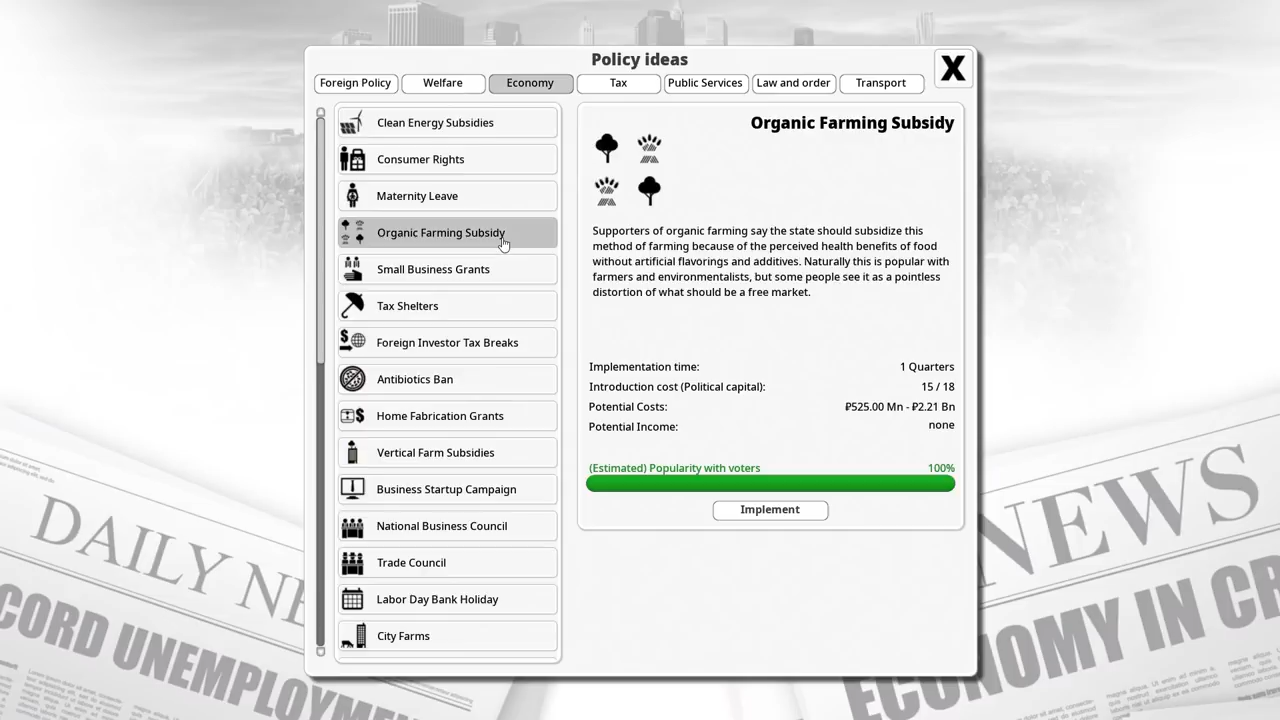 Policy ideas
X
Foreign Policy
Welfare
Economy
Tax
Public Services
Law and order
Transport
Clean Energy Subsidies
Consumer Rights
Maternity Leave
Organic Farming Subsidy
Small Business Grants
Tax Shelters
Foreign Investor Tax Breaks
Antibiotics Ban
Home Fabrication Grants
Vertical Farm Subsidies
Business Startup Campaign
National Business Council
Trade Council
Labor Day Bank Holiday
City Farms
Organic Farming Subsidy
Supporters of organic farming say the state should subsidize this
method of farming because of the perceived health benefits of food
without artificial flavorings and additives. Naturally this is popular with
farmers and environmentalists, but some people see it as a pointless
distortion of what should be a free market.
Implementation time: 1 Quarters
Introduction cost (Political capital): 15 / 18
Potential Costs: ₽525.00 Mn - ₽2.21 Bn
Potential Income: none
(Estimated) Popularity with voters 100%
Implement
DAILY NE
CORD UNEMPLOYM
NEWS
ECONOMY IN CR